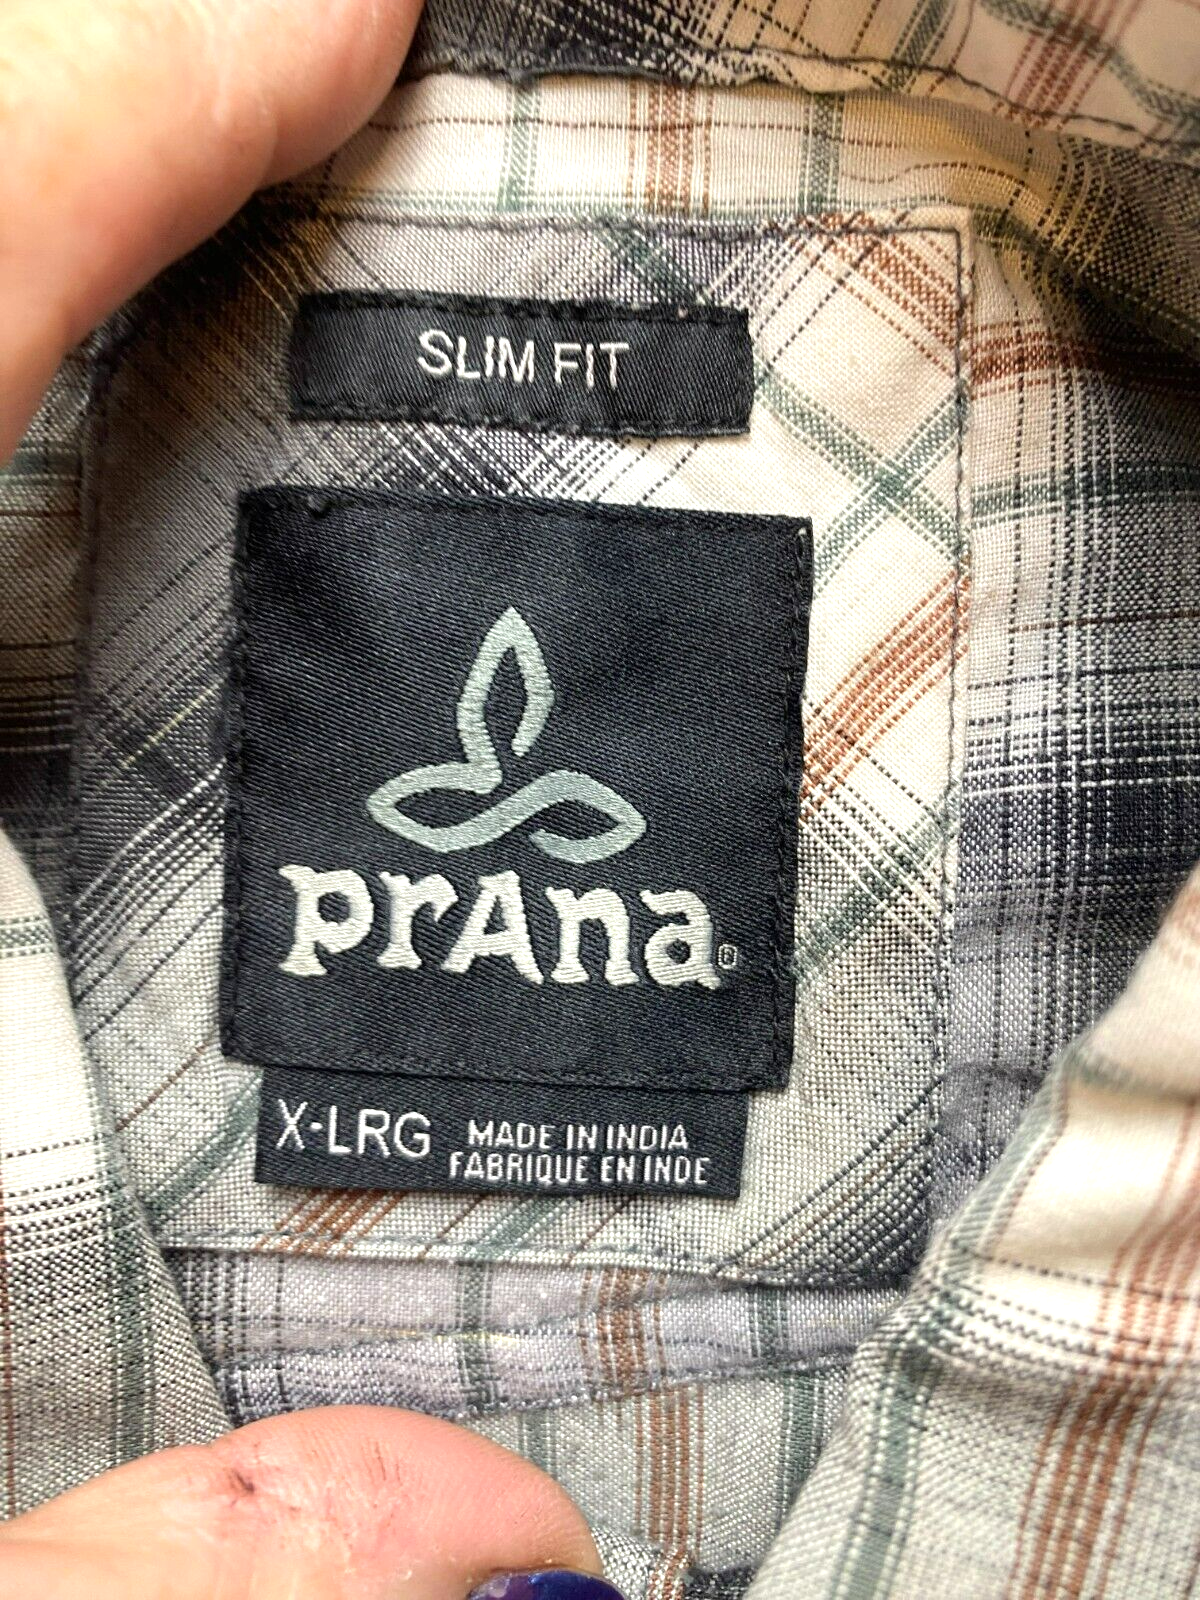 SLIM FIT
prAna®
X-LRG
MADE IN INDIA
FABRIQUE EN INDE